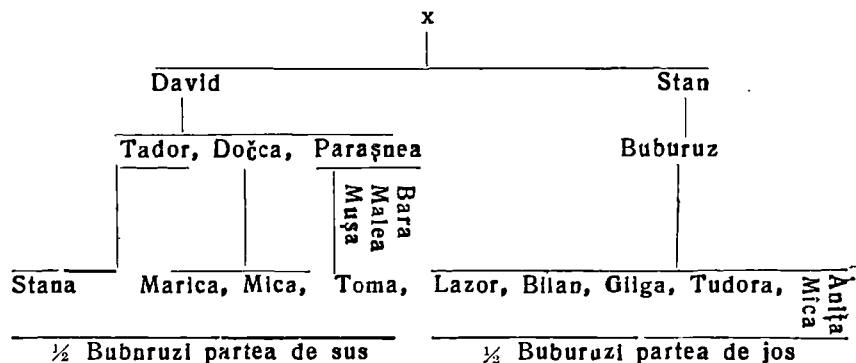 x
David Stan
Tador, Dočca, Parașnea Buburuz
Bara
Malea
Mușa
Stana Marica, Mica, Toma, Lazor, Bilan, Gilga, Tudora,
Anița
Mica
½ Bubnruzi partea de sus ½ Buburuzi partea de jos